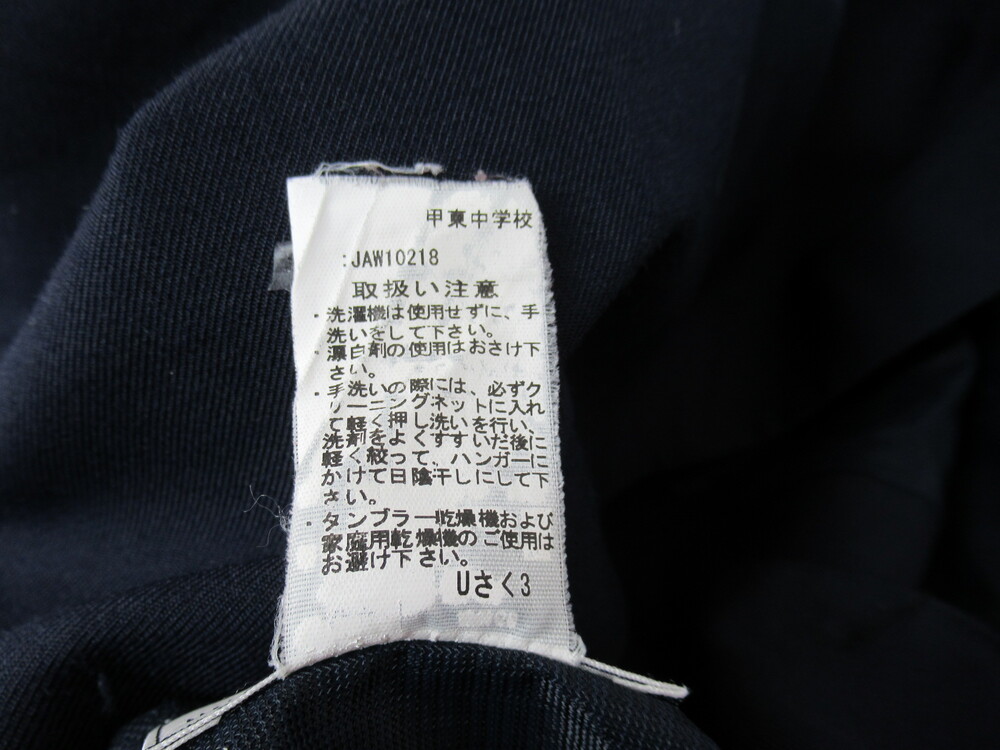 甲東中学校
:JAW10218
取扱い注意
・洗濯機は使用せずに、手
洗いをして下さい。
・漂白剤の使用はおさけ下
さい。
・手洗いの際には、必ずク
リーニングネットに入れ
て軽く押し洗いを行い、
洗剤をよくすすいだ後に
軽く絞って、ハンガーに
かけて日陰干しにして下
さい。
・タンブラー乾燥機および
家庭用乾燥機のご使用は
お避け下さい。
Uさく3